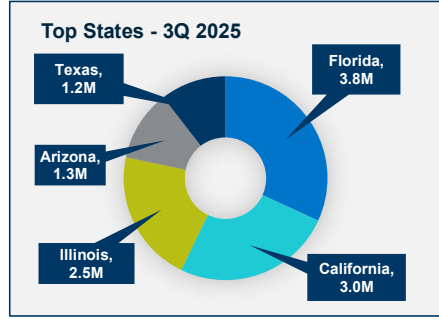 Top States - 3Q 2025
Texas,
1.2M
Florida,
3.8M
Arizona,
1.3M
Illinois,
2.5M
California,
3.0M